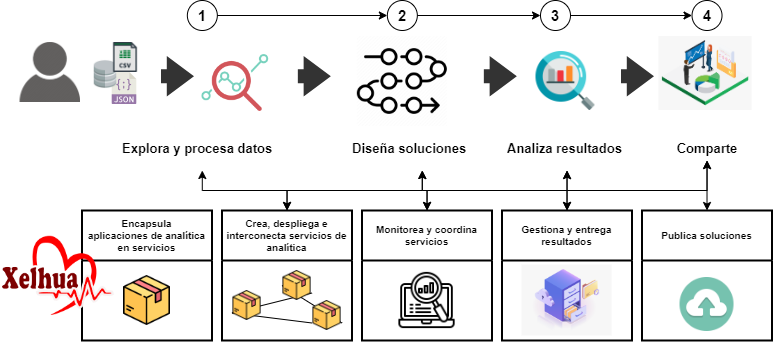 1
2
3
4
CSV
JSON
Explora y procesa datos
Diseña soluciones
Analiza resultados
Comparte
Encapsula
aplicaciones de analítica
en servicios
Crea, despliega e
interconecta servicios de
analítica
Monitorea y coordina
servicios
Gestiona y entrega
resultados
Publica soluciones
Xelhua